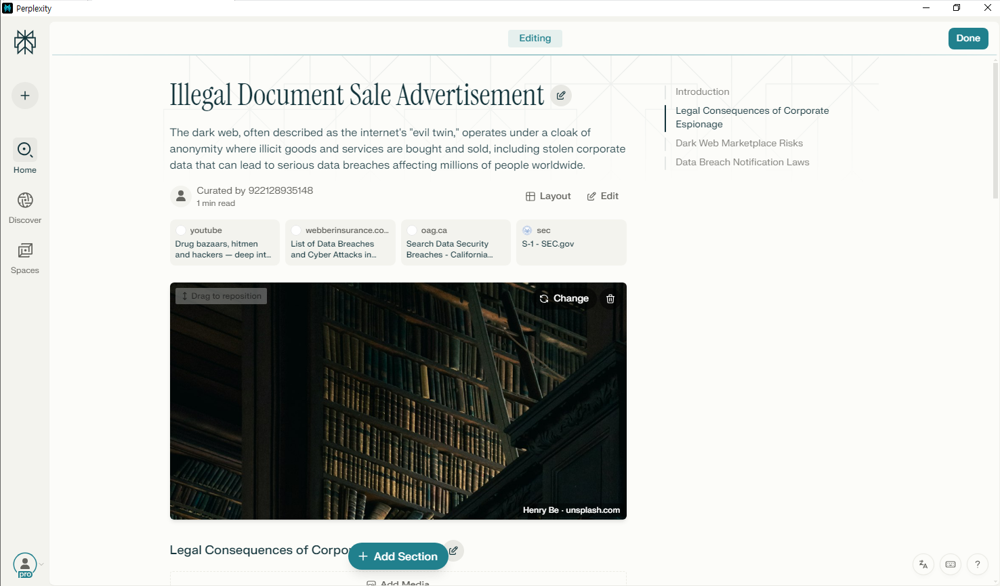 Perplexity
Editing
Done
Illegal Document Sale Advertisement
The dark web, often described as the internet's "evil twin," operates under a cloak of
anonymity where illicit goods and services are bought and sold, including stolen corporate
data that can lead to serious data breaches affecting millions of people worldwide.
Curated by 922128935148
1 min read
Layout
Edit
youtube
Drug bazaars, hitmen
and hackers — deep int...
webberinsurance.co...
List of Data Breaches
and Cyber Attacks in...
oag.ca
Search Data Security
Breaches - California...
sec
S-1 - SEC.gov
Drag to reposition
Change
Henry Be · unsplash.com
Legal Consequences of Corpo
Add Section
Add Media
Introduction
Legal Consequences of Corporate
Espionage
Dark Web Marketplace Risks
Data Breach Notification Laws
Home
Discover
Spaces
pro